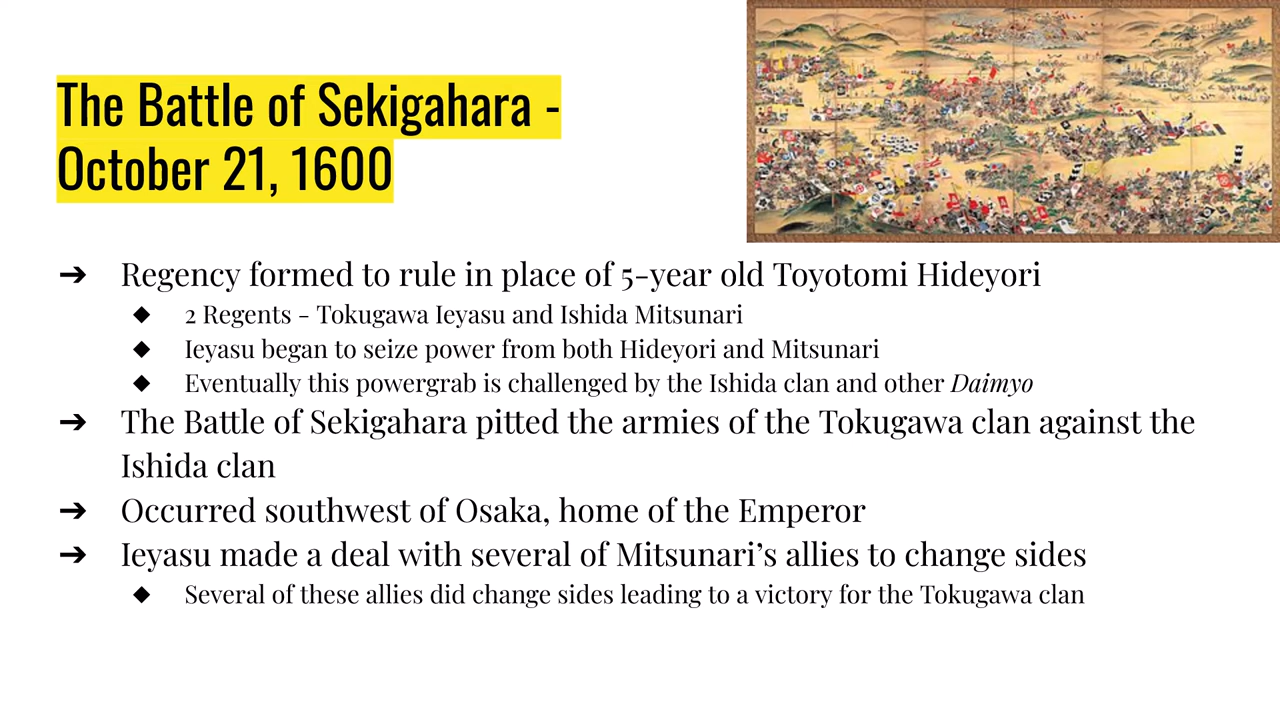 The Battle of Sekigahara -
October 21, 1600
➔ Regency formed to rule in place of 5-year old Toyotomi Hideyori
◆ 2 Regents - Tokugawa Ieyasu and Ishida Mitsunari
◆ Ieyasu began to seize power from both Hideyori and Mitsunari
◆ Eventually this powergrab is challenged by the Ishida clan and other Daimyo
➔ The Battle of Sekigahara pitted the armies of the Tokugawa clan against the
Ishida clan
➔ Occurred southwest of Osaka, home of the Emperor
➔ Ieyasu made a deal with several of Mitsunari’s allies to change sides
◆ Several of these allies did change sides leading to a victory for the Tokugawa clan